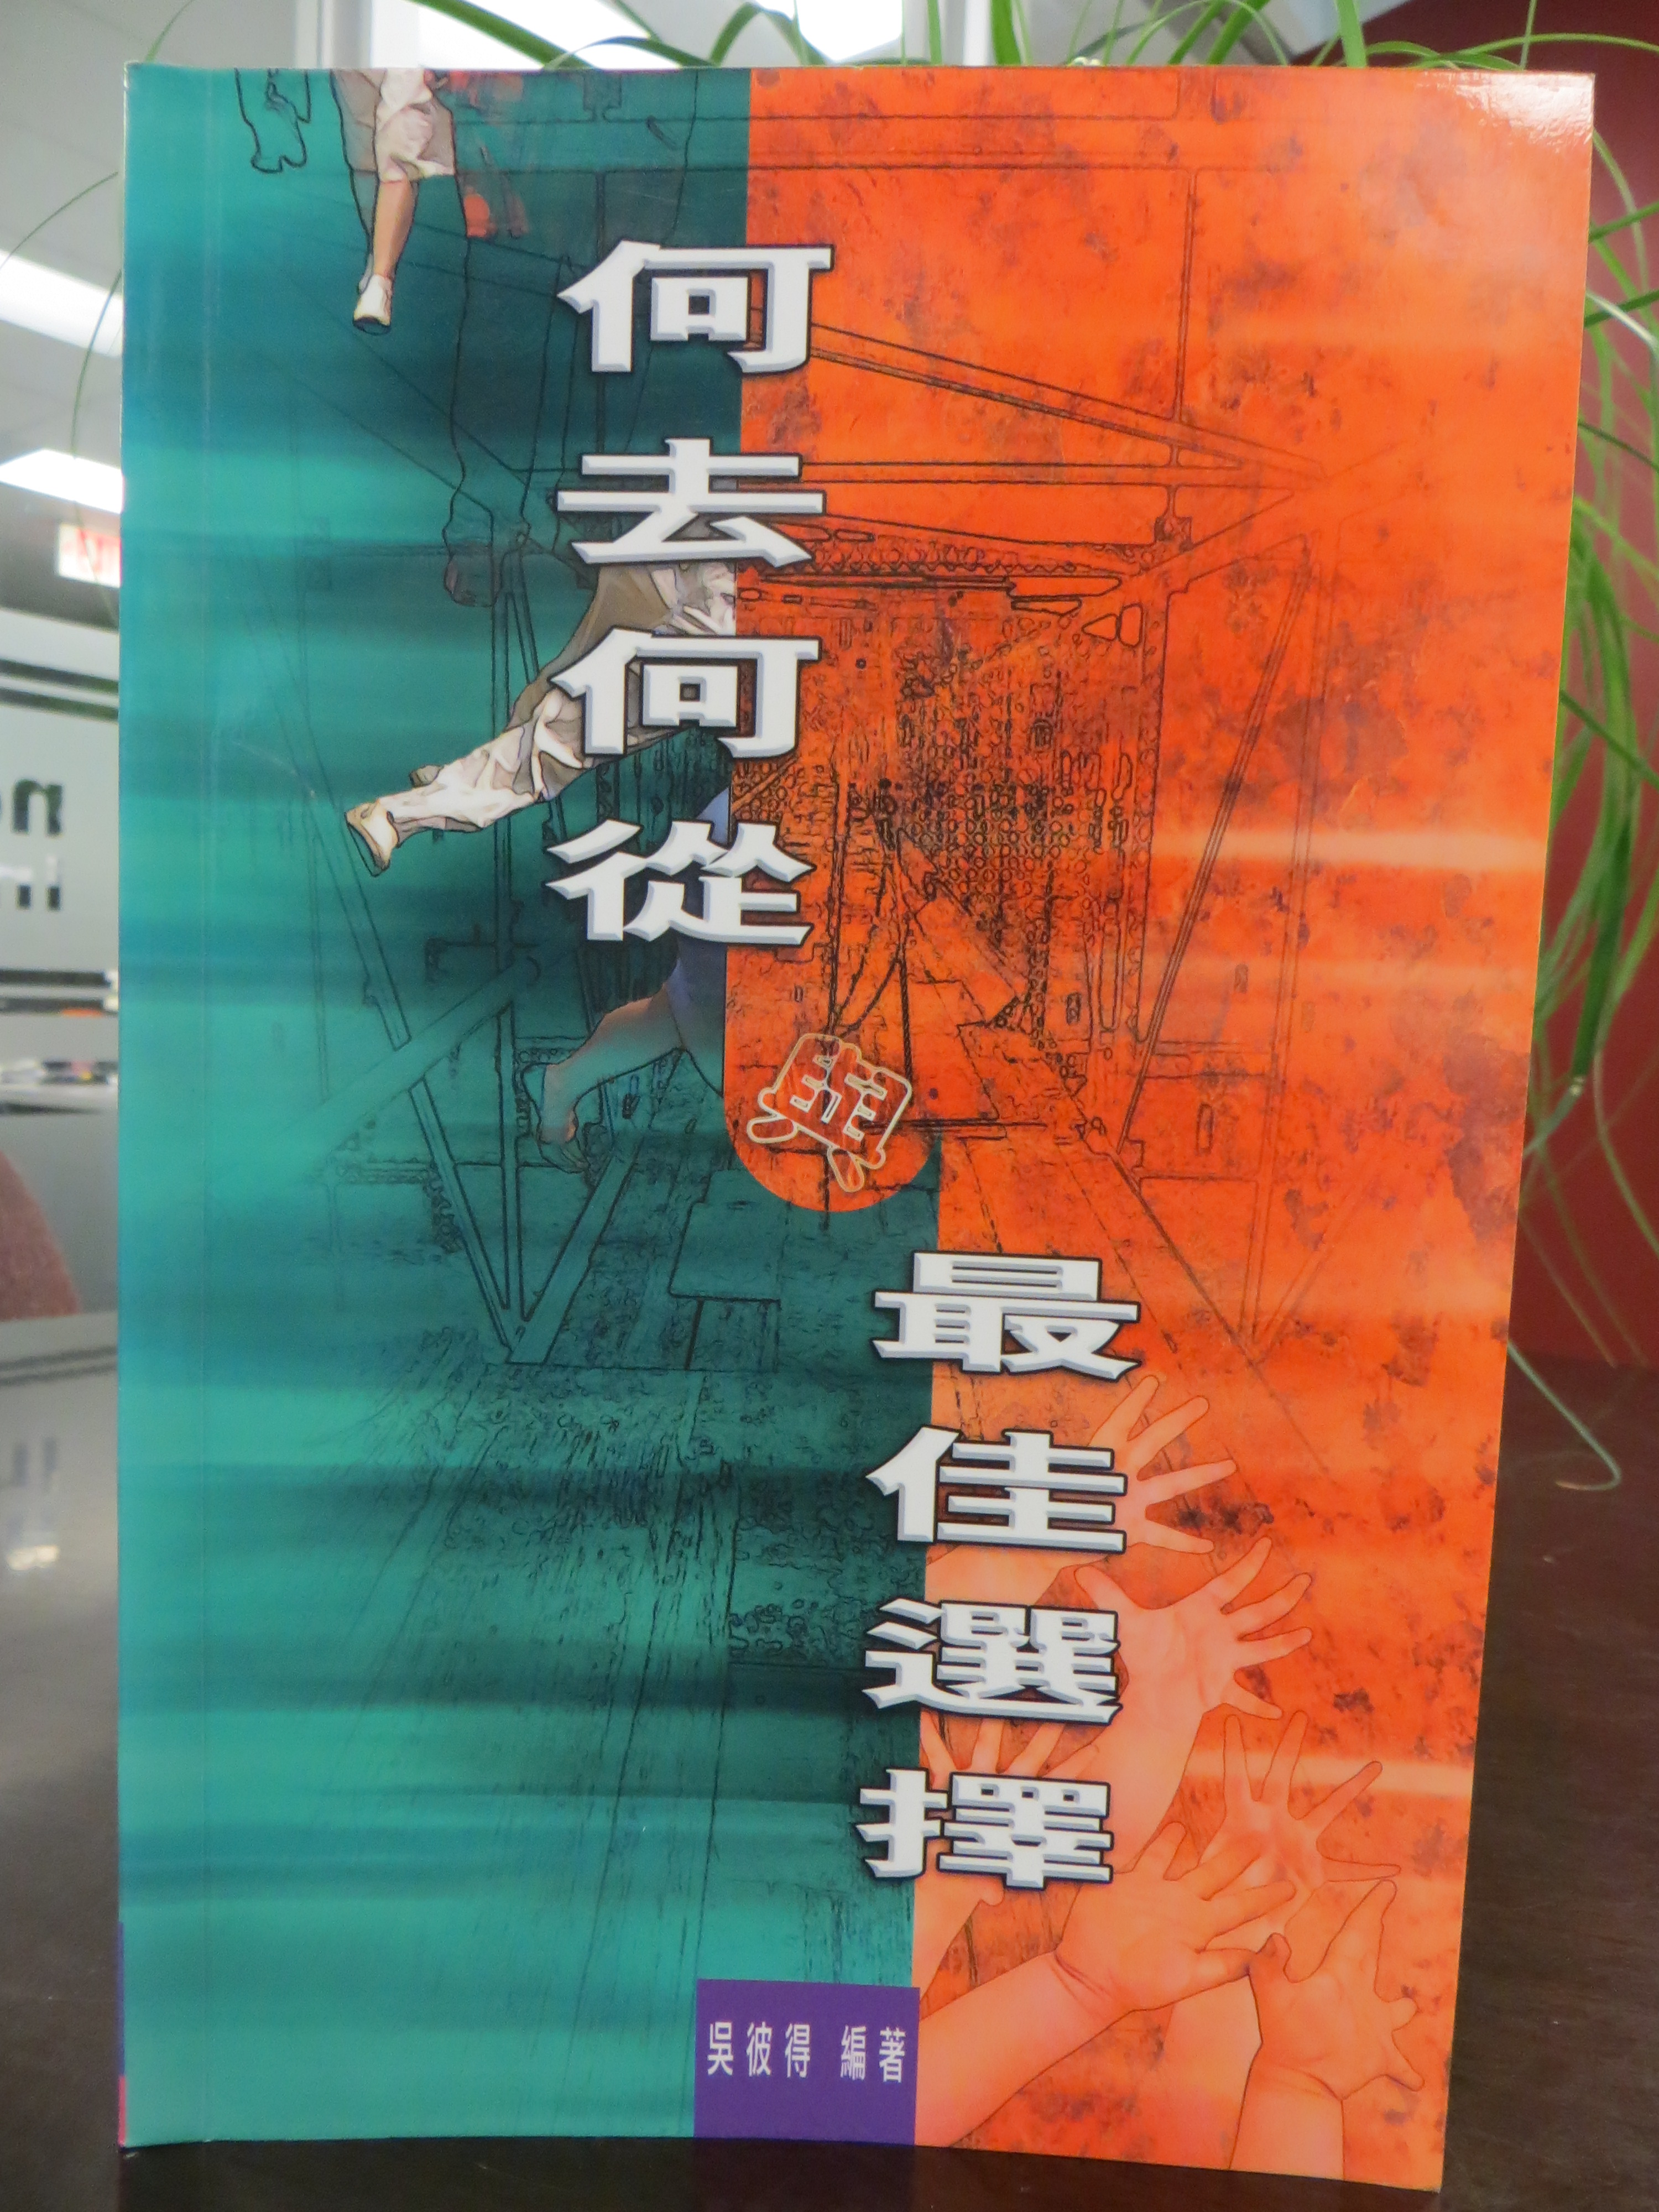 何去何從
與
最佳選擇
吳彼得 編著